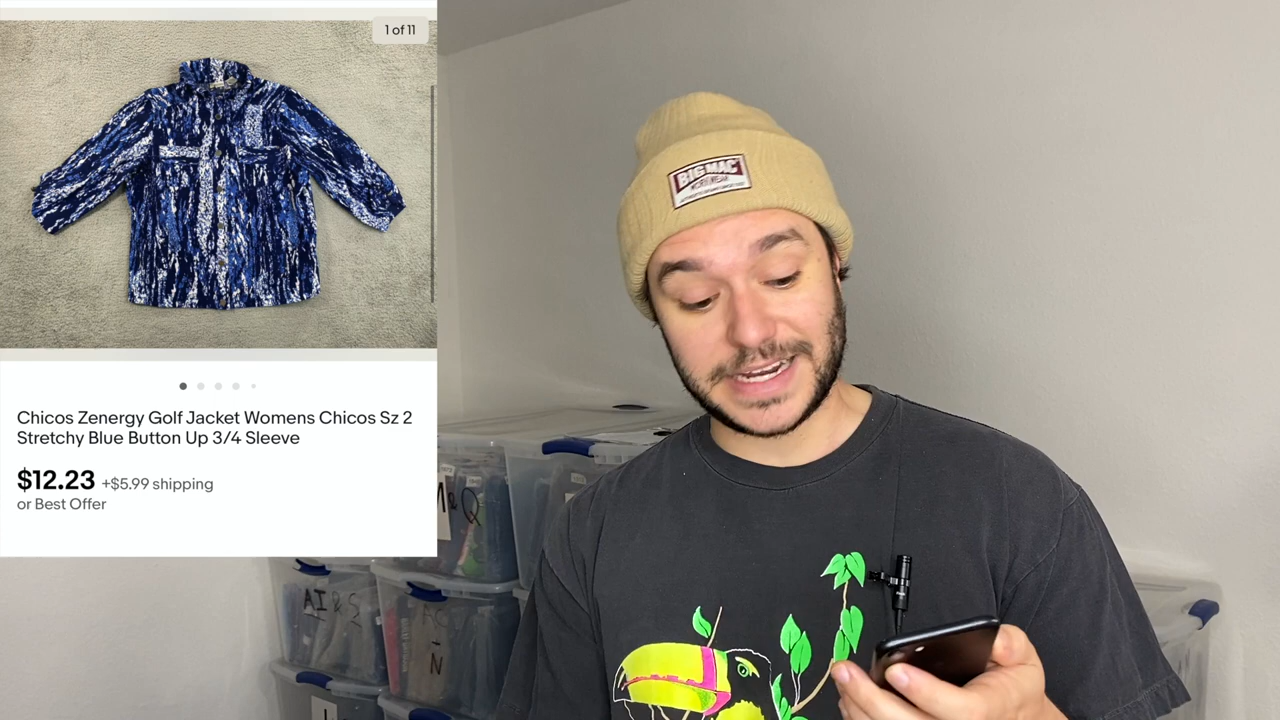 1 of 11
Chicos Zenergy Golf Jacket Womens Chicos Sz 2
Stretchy Blue Button Up 3/4 Sleeve
$12.23 +$5.99 shipping
or Best Offer
BIG MAC
WORKWEAR